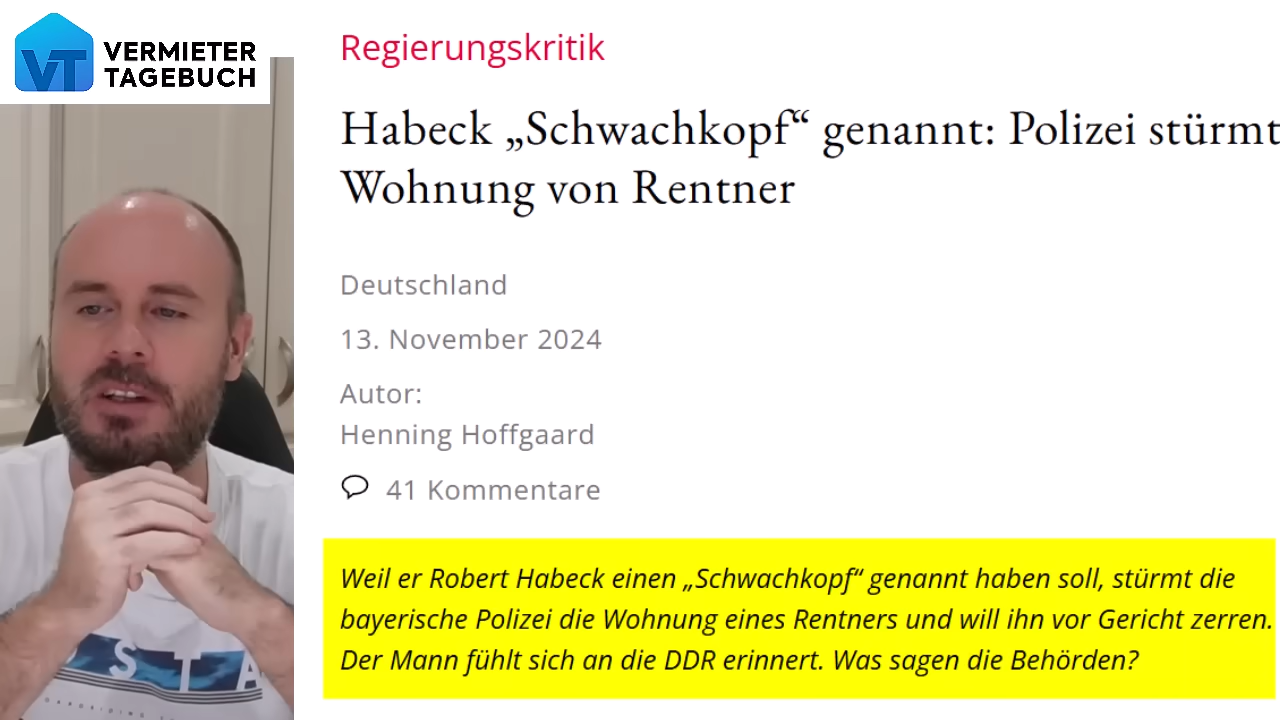 VERMIETER
TAGEBUCH
Regierungskritik
Habeck „Schwachkopf“ genannt: Polizei stürmt
Wohnung von Rentner
Deutschland
13. November 2024
Autor:
Henning Hoffgaard
41 Kommentare
Weil er Robert Habeck einen „Schwachkopf“ genannt haben soll, stürmt die
bayerische Polizei die Wohnung eines Rentners und will ihn vor Gericht zerren.
Der Mann fühlt sich an die DDR erinnert. Was sagen die Behörden?
VT
S T A